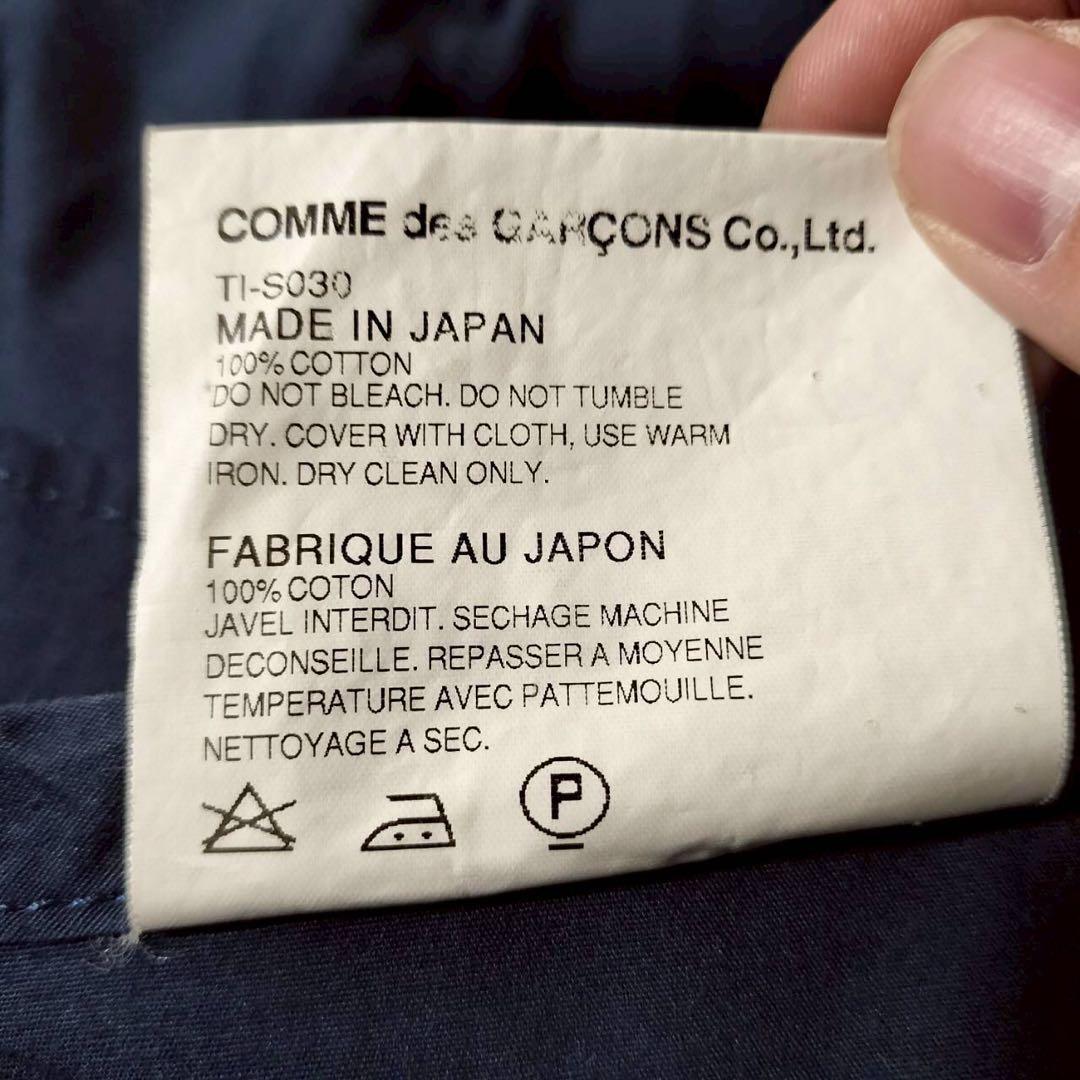 COMME des GARÇONS Co.,Ltd.
TI-S030
MADE IN JAPAN
100% COTTON
DO NOT BLEACH. DO NOT TUMBLE
DRY. COVER WITH CLOTH, USE WARM
IRON. DRY CLEAN ONLY.
FABRIQUE AU JAPON
100% COTON
JAVEL INTERDIT. SECHAGE MACHINE
DECONSEILLE. REPASSER A MOYENNE
TEMPERATURE AVEC PATTEMOUILLE.
NETTOYAGE A SEC.
P